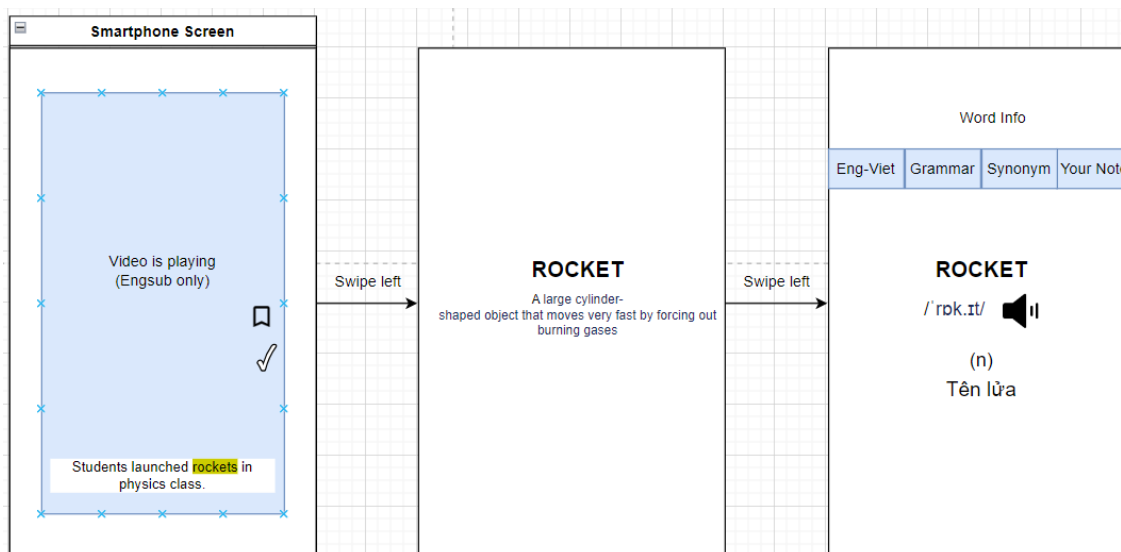 Smartphone Screen
Video is playing
(Engsub only)
Students launched rockets in
physics class.
Swipe left
ROCKET
A large cylinder-
shaped object that moves very fast by forcing out
burning gases
Swipe left
Word Info
Eng-Viet Grammar Synonym Your Note
ROCKET
/ˈrɒk.ɪt/
(n)
Tên lửa